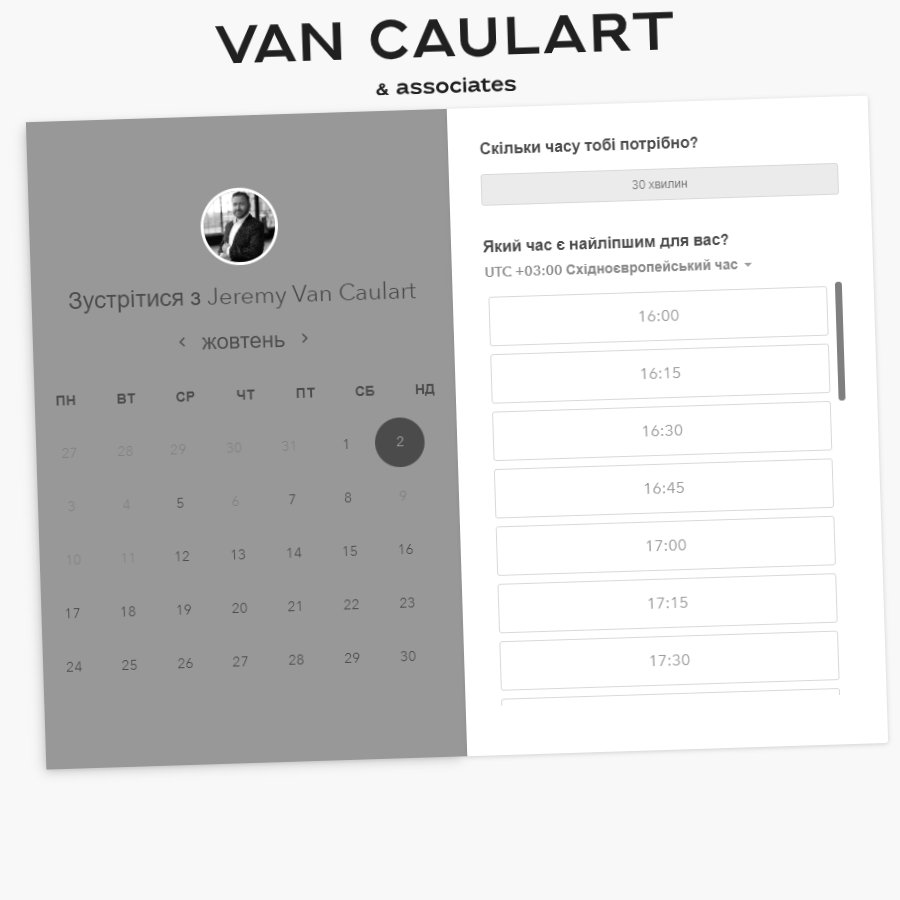 VAN CAULART
& associates
Зустрітися з Jeremy Van Caulart
‹ жовтень ›
ПН ВТ СР ЧТ ПТ СБ НД
27 28 29 30 31 1 2
3 4 5 6 7 8 9
10 11 12 13 14 15 16
17 18 19 20 21 22 23
24 25 26 27 28 29 30
Скільки часу тобі потрібно?
30 хвилин
Який час є найліпшим для вас?
UTC +03:00 Східноєвропейський час
16:00
16:15
16:30
16:45
17:00
17:15
17:30